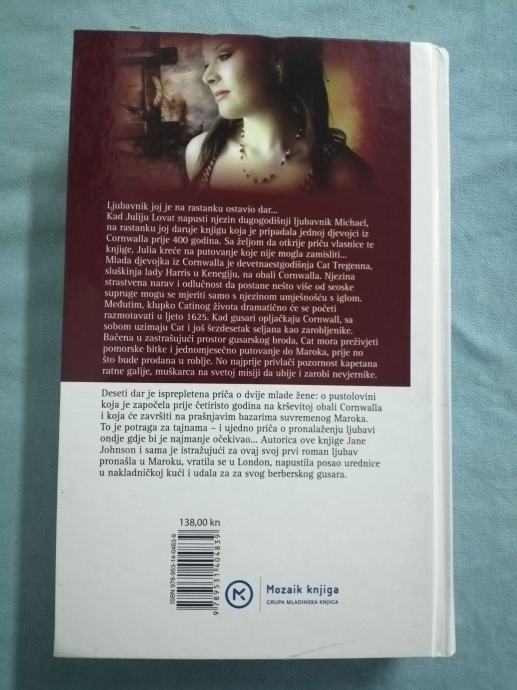 Ljubavnik joj je na rastanku ostavio dar...
Kad Juliju Lovat napusti njezin dugogodišnji ljubavnik Michael,
na rastanku joj daruje knjigu koja je pripadala jednoj djevojci iz
Cornwalla prije 400 godina. Sa željom da otkrije priču vlasnice te
knjige, Julia kreće na putovanje koje nije mogla zamisliti...
Mlada djevojka iz Cornwalla je devetnaestgodišnja Cat Tregenna,
sluškinja lady Harris u Kenegiju, na obali Cornwalla. Njezina
strastvena narav i odlučnost da postane nešto više od seoske
supruge mogu se mjeriti samo s njezinom umješnošću s iglom.
Međutim, klupko Catinog života dramatično će se početi
razmotavati u ljeto 1625. Kad gusari opljačkaju Cornwall, sa
sobom uzimaju Cat i još šezdesetak seljana kao zarobljenike.
Bačena u zastrašujući prostor gusarskog broda, Cat mora preživjeti
pomorske bitke i jednomjesečno putovanje do Maroka, prije no
što bude prodana u roblje. No najprije privlači pozornost kapetana
ratne galije, muškarca na svetoj misiji da ubije i zarobi nevjernike.
Deseti dar je isprepletena priča o dvije mlade žene: o pustolovini
koja je započela prije četiristo godina na krševitoj obali Cornwalla
i koja će završiti na prašnjavim bazarima suvremenog Maroka.
To je potraga za tajnama – i ujedno priča o pronalaženju ljubavi
ondje gdje bi je najmanje očekivao... Autorica ove knjige Jane
Johnson i sama je istražujući za ovaj svoj prvi roman ljubav
pronašla u Maroku, vratila se u London, napustila posao urednice
u nakladničkoj kući i udala za za svog berberskog gusara.
138,00 kn
ISBN 978-953-14-0483-9
9 789531 404839
Mozaik knjiga
GRUPA MLADINSKA KNJIGA